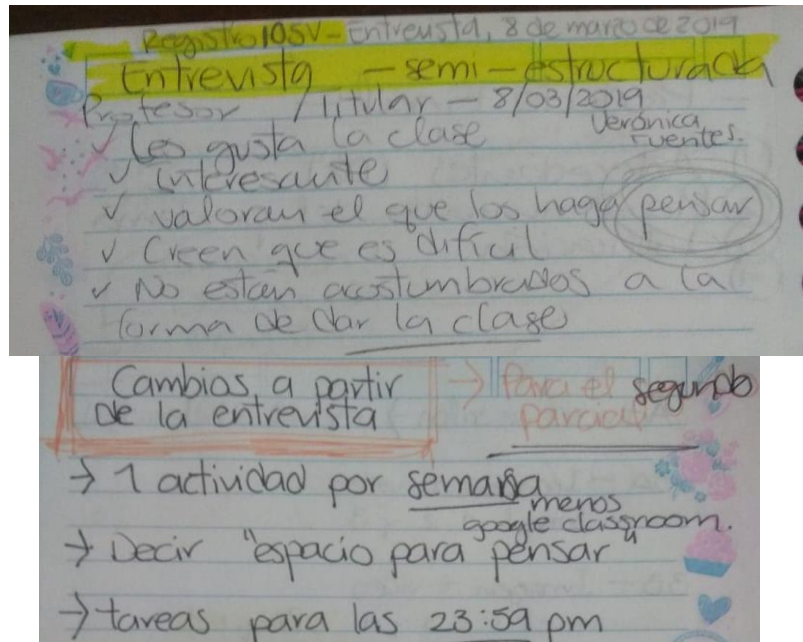 Registro 10SV - Entrevista, 8 de marzo de 2019
Entrevista - semi-estructurada
Profesor / Titular - 8/03/2019
Verónica Fuentes.
✓ Les gusta la clase
✓ Interesante
✓ valoran el que los haga pensar
✓ Creen que es difícil
✓ No están acostumbrados a la
forma de dar la clase
Cambios a partir
de la entrevista
→ Para el segundo
parcial
→ 1 actividad por semana
menos
google classroom.
→ Decir "espacio para pensar"
→ tareas para las 23:59 pm